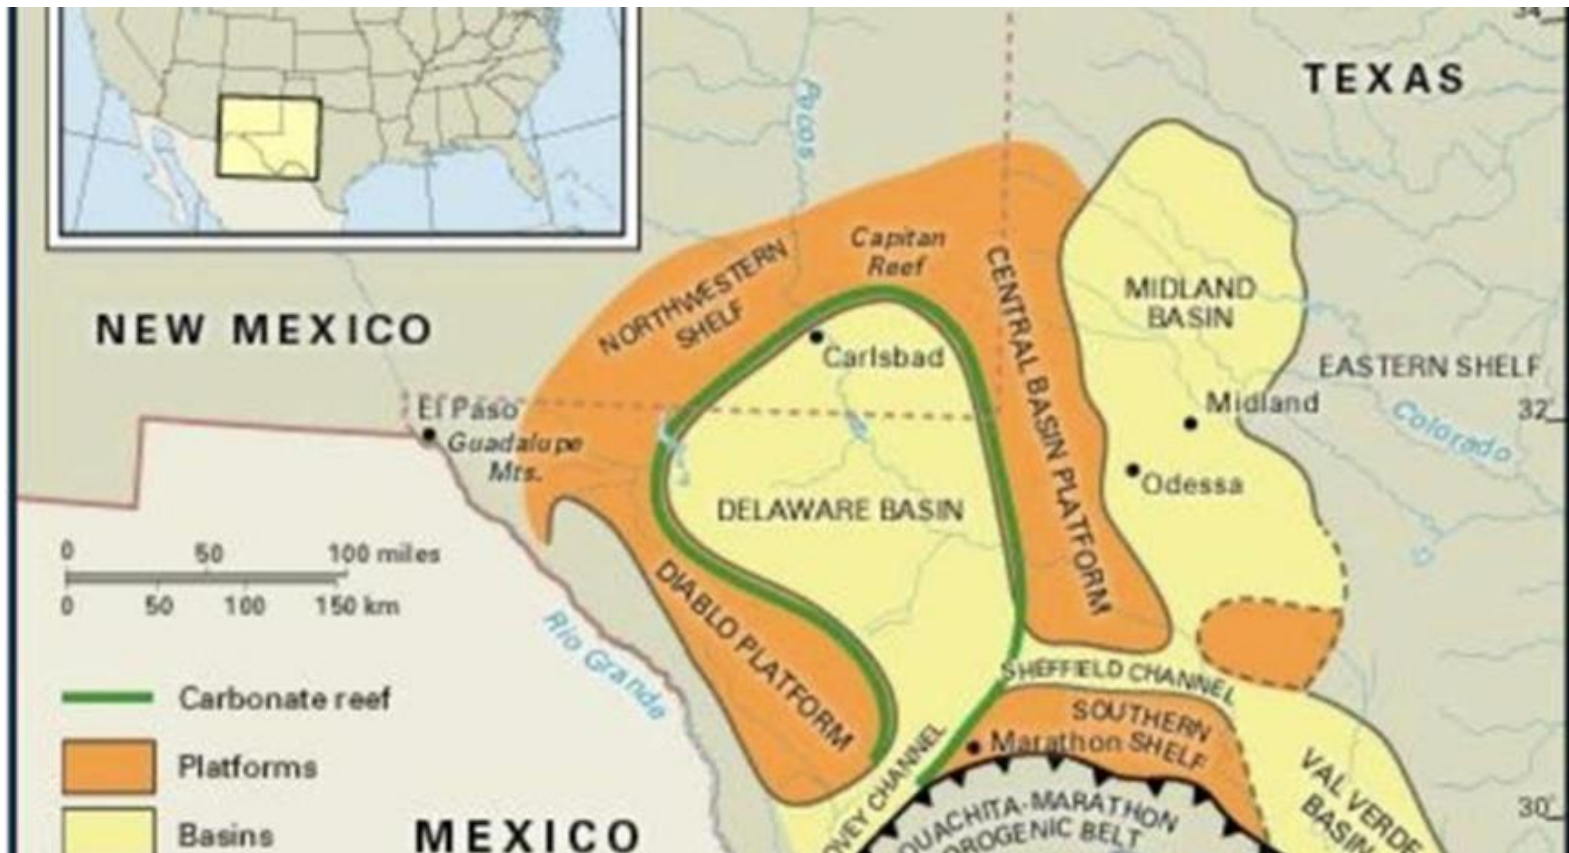 34°
TEXAS
Pecos
Capitan
Reef
NORTHWESTERN
SHELF
CENTRAL BASIN PLATFORM
MIDLAND
BASIN
NEW MEXICO
Carlsbad
EASTERN SHELF
El Paso
Midland
32°
Guadalupe
Mts.
Colorado
Odessa
DELAWARE BASIN
0 50 100 miles
0 50 100 150 km
DIABLO PLATFORM
Rio Grande
SHEFFIELD CHANNEL
Carbonate reef
SOUTHERN
SHELF
Marathon
Platforms
VAL VERDE
BASIN
OVEY CHANNEL
OUACHITA-MARATHON
OROGENIC BELT
30°
Basins
MEXICO